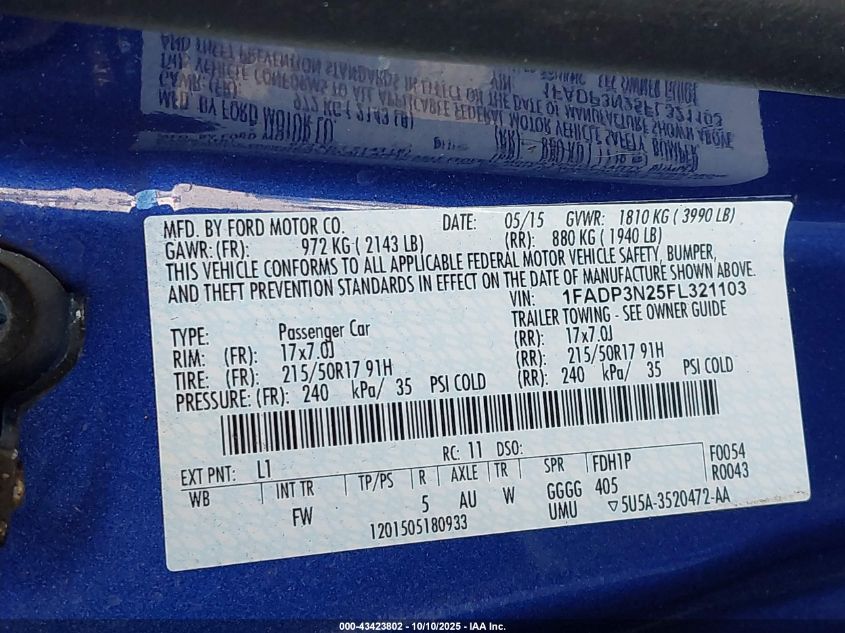 MFD. BY FORD MOTOR CO. DATE: 05/15 GVWR: 1810 KG ( 3990 LB)
GAWR: (FR): 972 KG ( 2143 LB) (RR): 880 KG ( 1940 LB)
THIS VEHICLE CONFORMS TO ALL APPLICABLE FEDERAL MOTOR VEHICLE SAFETY, BUMPER,
AND THEFT PREVENTION STANDARDS IN EFFECT ON THE DATE OF MANUFACTURE SHOWN ABOVE.
VIN: 1FADP3N25FL321103
TYPE: Passenger Car TRAILER TOWING - SEE OWNER GUIDE
RIM: (FR): 17x7.0J (RR): 17x7.0J
TIRE: (FR): 215/50R17 91H (RR): 215/50R17 91H
PRESSURE: (FR): 240 kPa/ 35 PSI COLD (RR): 240 kPa/ 35 PSI COLD
EXT PNT: L1 RC: 11 DSO:
WB INT TR TP/PS R AXLE TR SPR FDH1P F0054
FW 5 AU W GGGG 405 R0043
UMU ▽5U5A-3520472-AA
1201505180933
000-43423802 - 10/10/2025 - IAA Inc.